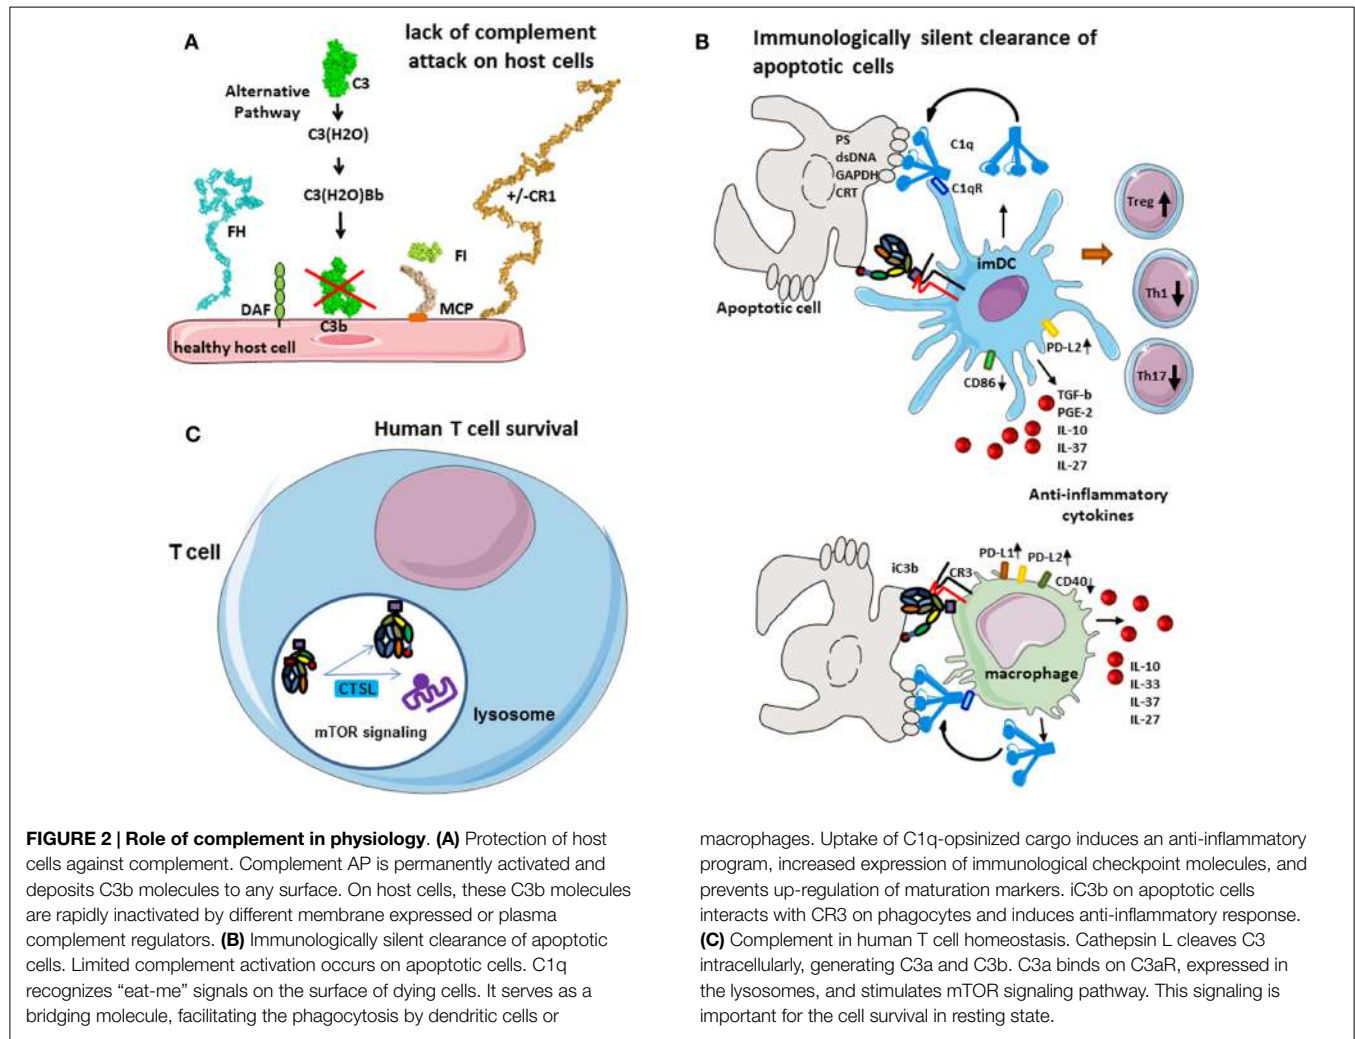 A
lack of complement
attack on host cells
C3
Alternative
Pathway
C3(H2O)
C3(H2O)Bb
+/-CR1
FH
FI
DAF
MCP
C3b
healthy host cell
B
Immunologically silent clearance of
apoptotic cells
PS
dsDNA
GAPDH
CRT
C1q
C1qR
Treg
imDC
Th1
Apoptotic cell
PD-L2
Th17
CD86
TGF-b
PGE-2
IL-10
IL-37
IL-27
Anti-inflammatory
cytokines
iC3b
CR3
PD-L1
PD-L2
CD40
macrophage
IL-10
IL-33
IL-37
IL-27
C
Human T cell survival
T cell
CTSL
mTOR signaling
lysosome
FIGURE 2 | Role of complement in physiology. (A) Protection of host
cells against complement. Complement AP is permanently activated and
deposits C3b molecules to any surface. On host cells, these C3b molecules
are rapidly inactivated by different membrane expressed or plasma
complement regulators. (B) Immunologically silent clearance of apoptotic
cells. Limited complement activation occurs on apoptotic cells. C1q
recognizes “eat-me” signals on the surface of dying cells. It serves as a
bridging molecule, facilitating the phagocytosis by dendritic cells or
macrophages. Uptake of C1q-opsinized cargo induces an anti-inflammatory
program, increased expression of immunological checkpoint molecules, and
prevents up-regulation of maturation markers. iC3b on apoptotic cells
interacts with CR3 on phagocytes and induces anti-inflammatory response.
(C) Complement in human T cell homeostasis. Cathepsin L cleaves C3
intracellularly, generating C3a and C3b. C3a binds on C3aR, expressed in
the lysosomes, and stimulates mTOR signaling pathway. This signaling is
important for the cell survival in resting state.